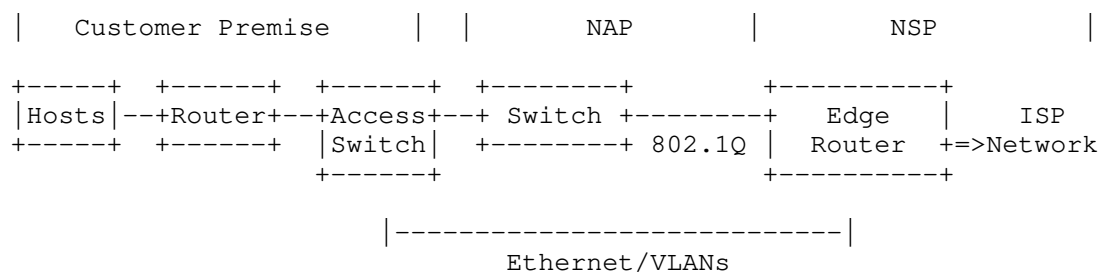 |   Customer Premise     |  |       NAP         |        NSP          |
+-----+  +------+  +------+  +--------+        +----------+
|Hosts|--+Router+--+Access+--+ Switch +--------+   Edge   |    ISP
+-----+  +------+  |Switch|  +--------+ 802.1Q |  Router  +=>Network
                   +------+                    +----------+
                       |----------------------------|
                               Ethernet/VLANs